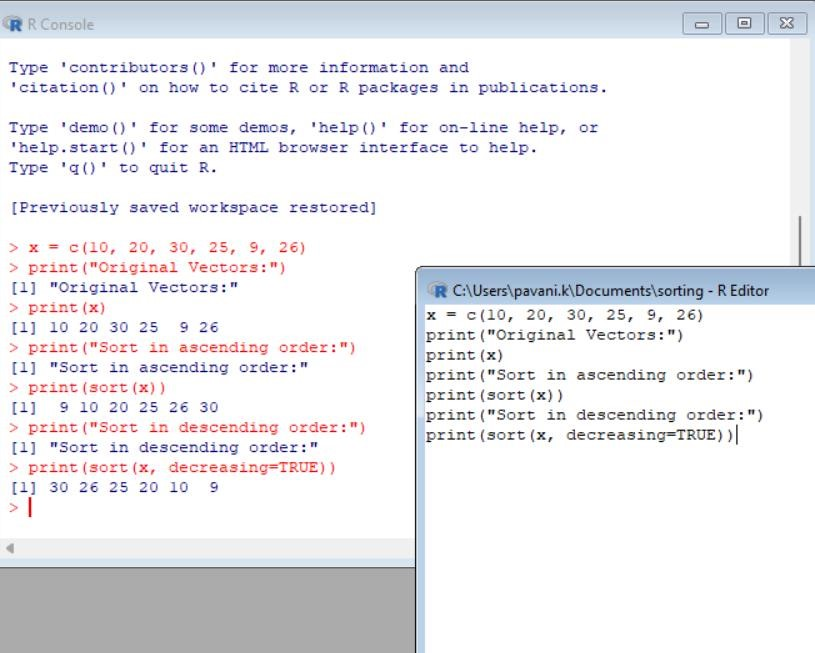 R Console
Type 'contributors()' for more information and
'citation()' on how to cite R or R packages in publications.
Type 'demo()' for some demos, 'help()' for on-line help, or
'help.start()' for an HTML browser interface to help.
Type 'q()' to quit R.
[Previously saved workspace restored]
> x = c(10, 20, 30, 25, 9, 26)
> print("Original Vectors:")
[1] "Original Vectors:"
> print(x)
[1] 10 20 30 25  9 26
> print("Sort in ascending order:")
[1] "Sort in ascending order:"
> print(sort(x))
[1]  9 10 20 25 26 30
> print("Sort in descending order:")
[1] "Sort in descending order:"
> print(sort(x, decreasing=TRUE))
[1] 30 26 25 20 10  9
>
C:\Users\pavani.k\Documents\sorting - R Editor
x = c(10, 20, 30, 25, 9, 26)
print("Original Vectors:")
print(x)
print("Sort in ascending order:")
print(sort(x))
print("Sort in descending order:")
print(sort(x, decreasing=TRUE))